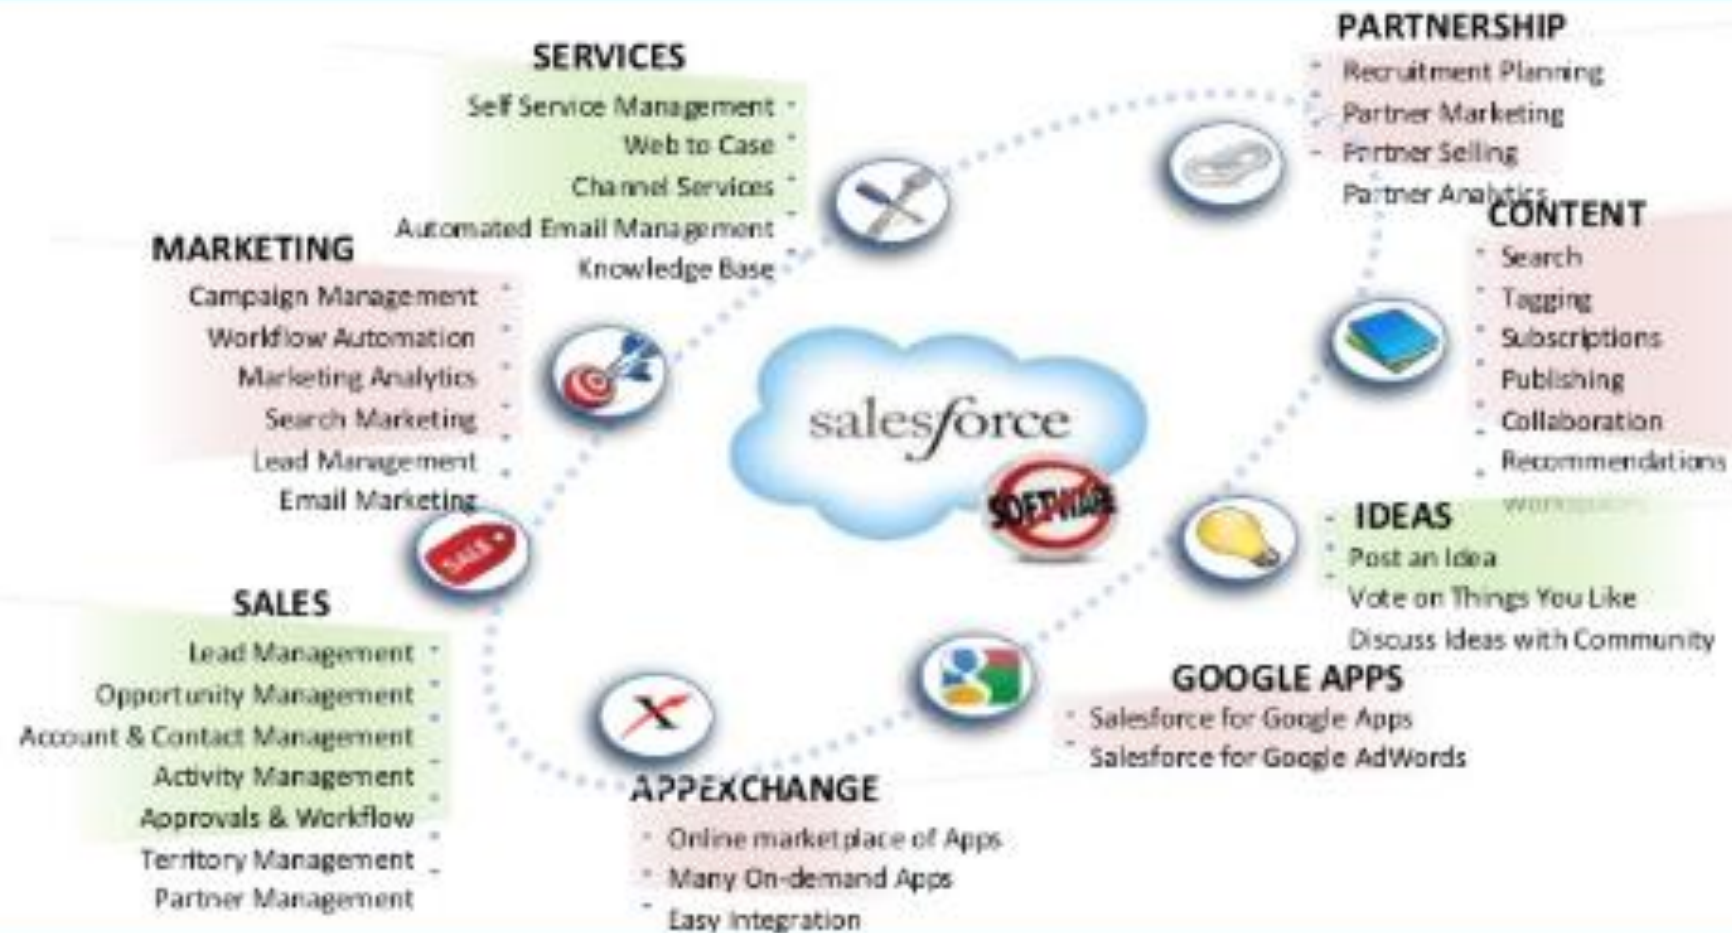 SERVICES
Self Service Management
Web to Case
Channel Services
Automated Email Management
Knowledge Base
MARKETING
Campaign Management
Workflow Automation
Marketing Analytics
Search Marketing
Lead Management
Email Marketing
SALE
SALES
Lead Management
Opportunity Management
Account & Contact Management
Activity Management
Approvals & Workflow
Territory Management
Partner Management
salesforce
SOFTWARE
APPEXCHANGE
Online marketplace of Apps
Many On-demand Apps
Easy Integration
PARTNERSHIP
Recruitment Planning
Partner Marketing
Partner Selling
Partner Analytics
CONTENT
Search
Tagging
Subscriptions
Publishing
Collaboration
Recommendations
IDEAS
Post an Idea
Vote on Things You Like
Discuss Ideas with Community
GOOGLE APPS
Salesforce for Google Apps
Salesforce for Google AdWords